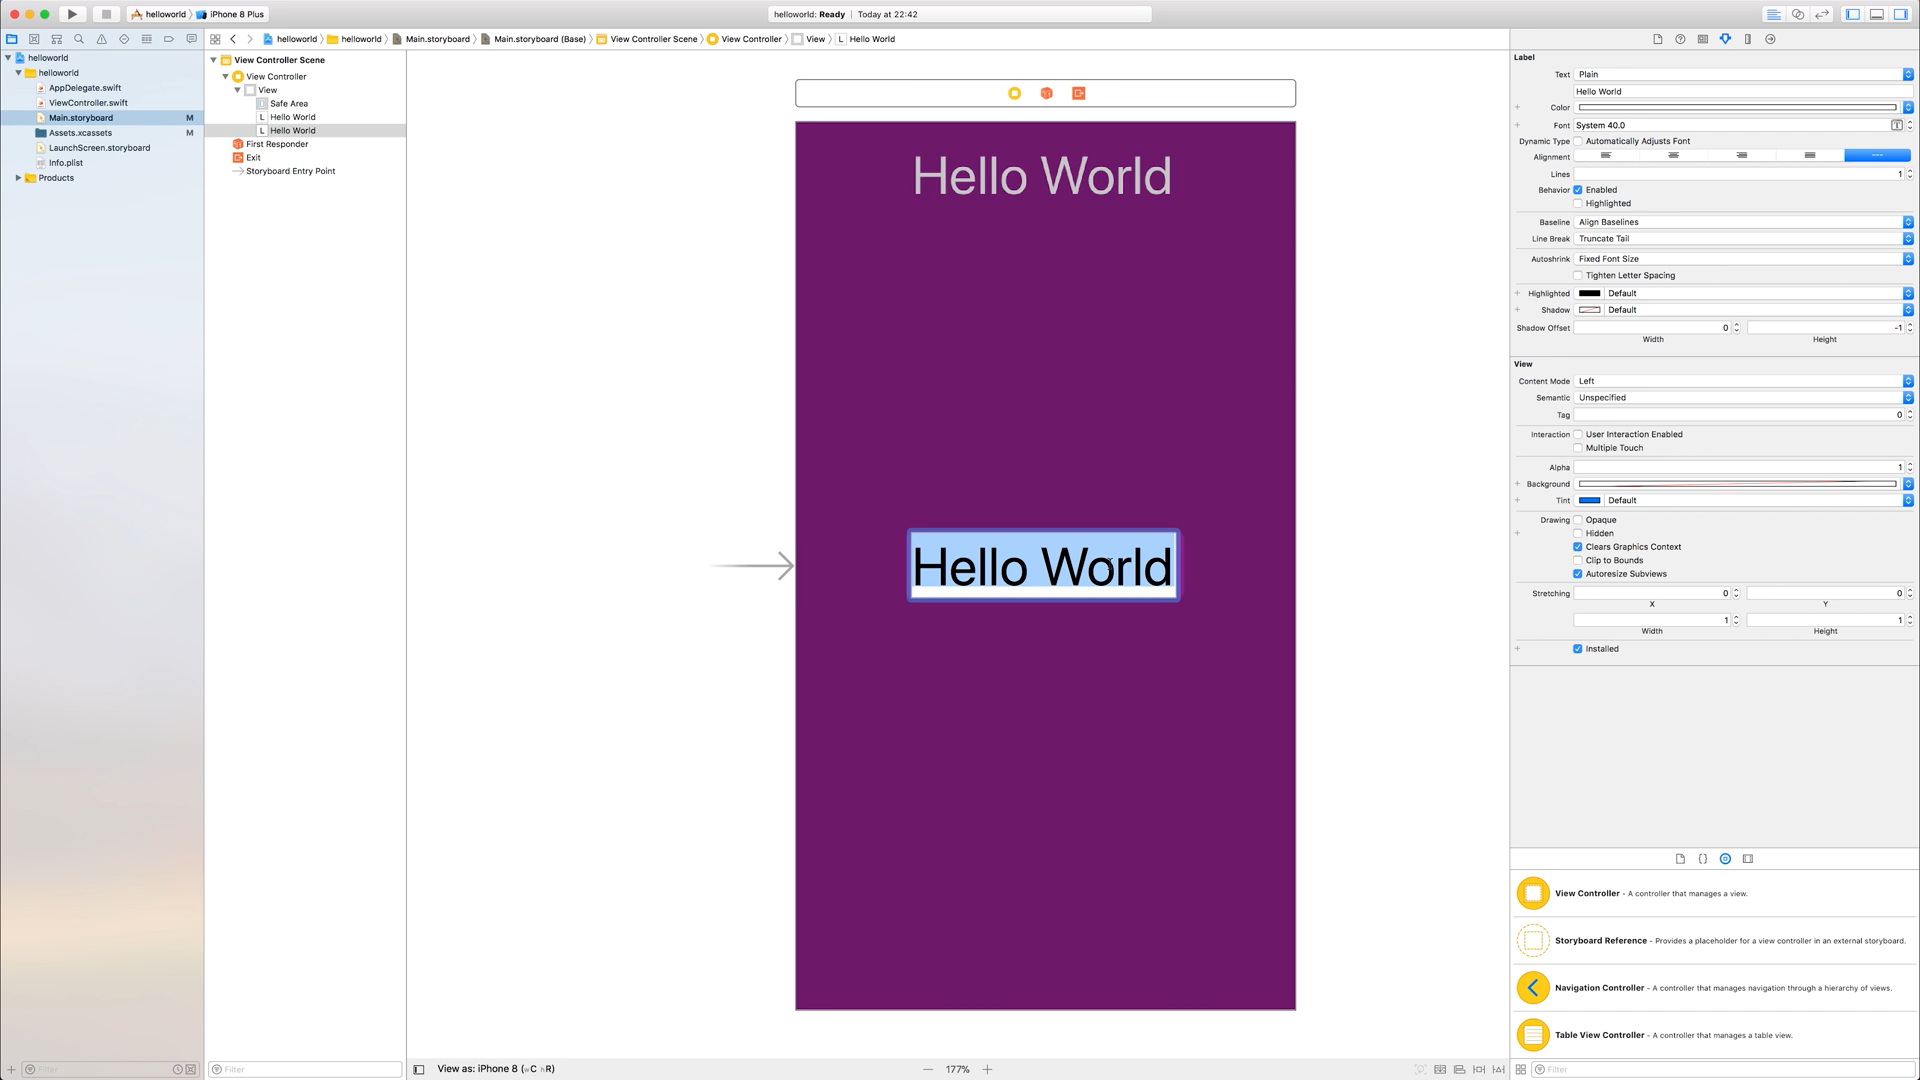 helloworld iPhone 8 Plus
helloworld: Ready Today at 22:42
helloworld helloworld Main.storyboard Main.storyboard (Base) View Controller Scene View Controller View L Hello World
helloworld
helloworld
AppDelegate.swift
ViewController.swift
Main.storyboard M
Assets.xcassets M
LaunchScreen.storyboard
Info.plist
Products
Filter
View Controller Scene
View Controller
View
Safe Area
L Hello World
L Hello World
First Responder
Exit
Storyboard Entry Point
Filter
Hello World
Hello World
View as: iPhone 8 (wC hR)
177%
Label
Text Plain
Hello World
Color
Font System 40.0 T
Dynamic Type Automatically Adjusts Font
Alignment
Lines 1
Behavior Enabled
Highlighted
Baseline Align Baselines
Line Break Truncate Tail
Autoshrink Fixed Font Size
Tighten Letter Spacing
Highlighted Default
Shadow Default
Shadow Offset 0 -1
Width Height
View
Content Mode Left
Semantic Unspecified
Tag 0
Interaction User Interaction Enabled
Multiple Touch
Alpha 1
Background
Tint Default
Drawing Opaque
Hidden
Clears Graphics Context
Clip to Bounds
Autoresize Subviews
Stretching 0 0
X Y
1 1
Width Height
Installed
View Controller - A controller that manages a view.
Storyboard Reference - Provides a placeholder for a view controller in an external storyboard.
Navigation Controller - A controller that manages navigation through a hierarchy of views.
Table View Controller - A controller that manages a table view.
Filter